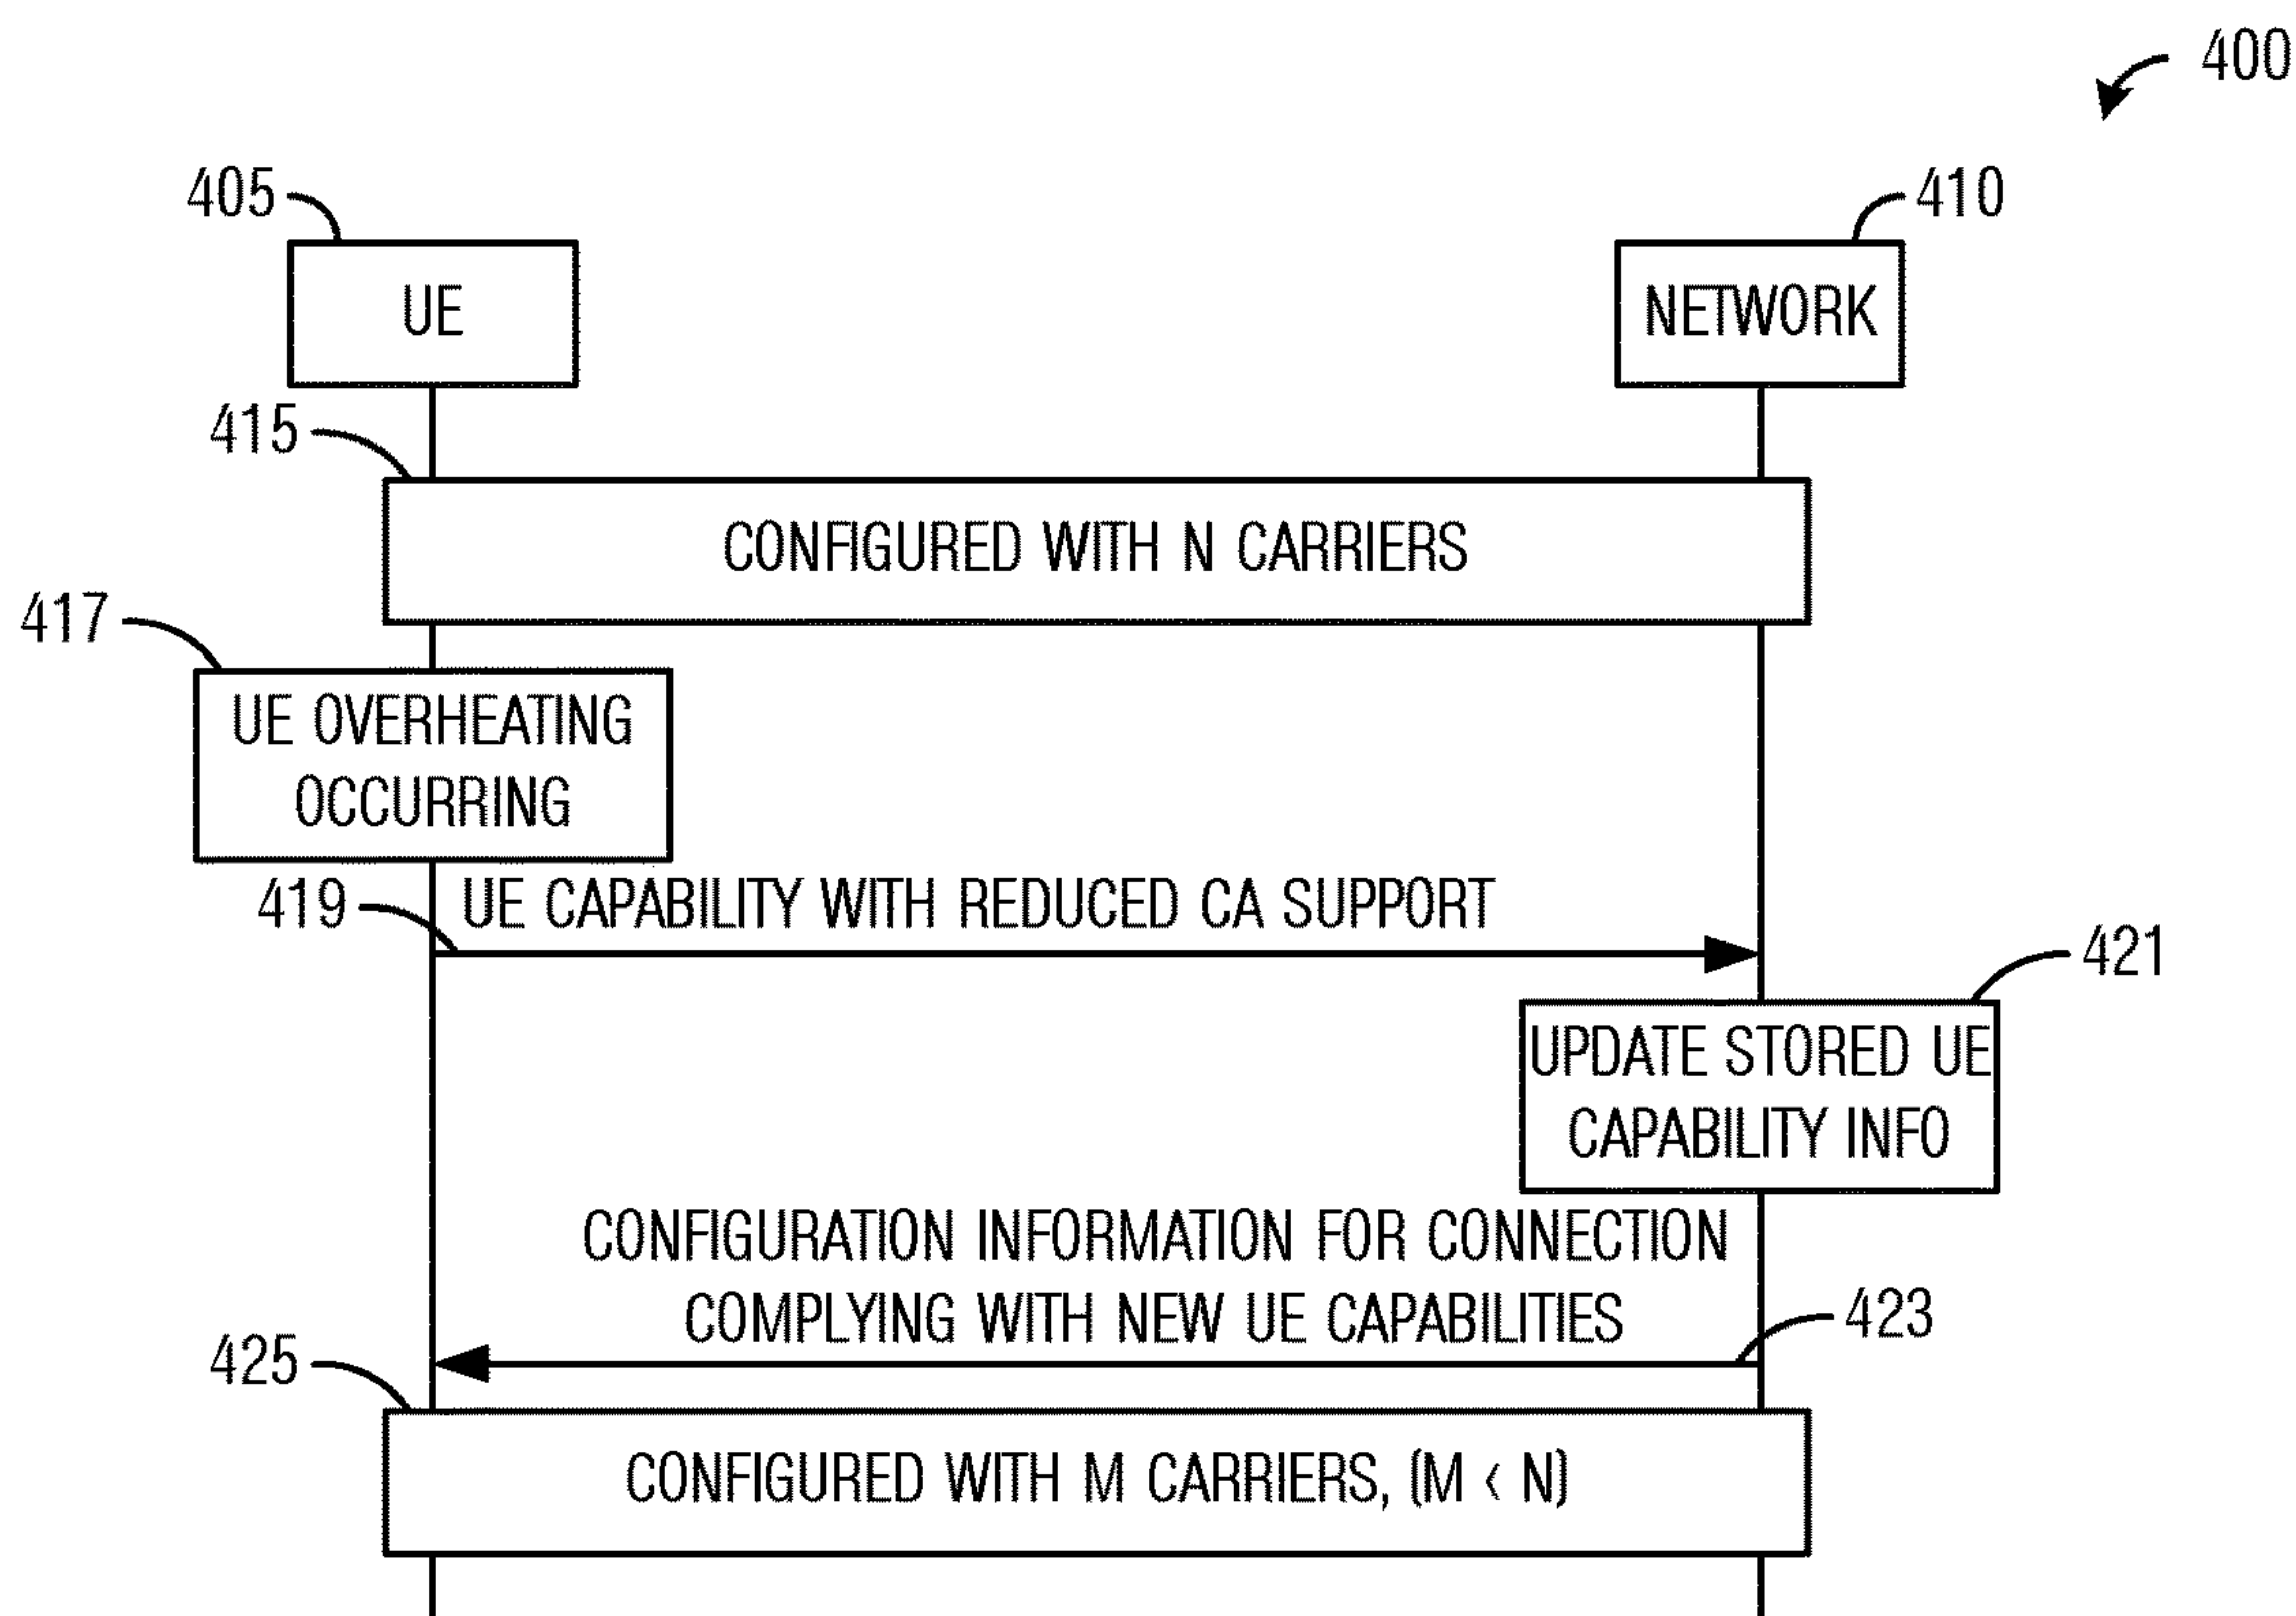 400
405
410
UE
NETWORK
415
CONFIGURED WITH N CARRIERS
417
UE OVERHEATING
OCCURRING
419
UE CAPABILITY WITH REDUCED CA SUPPORT
421
UPDATE STORED UE
CAPABILITY INFO
CONFIGURATION INFORMATION FOR CONNECTION
COMPLYING WITH NEW UE CAPABILITIES
423
425
CONFIGURED WITH M CARRIERS, (M < N)